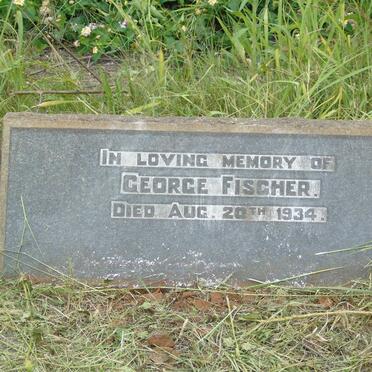 In loving memory of
George Fischer.
Died Aug. 20th 1934.